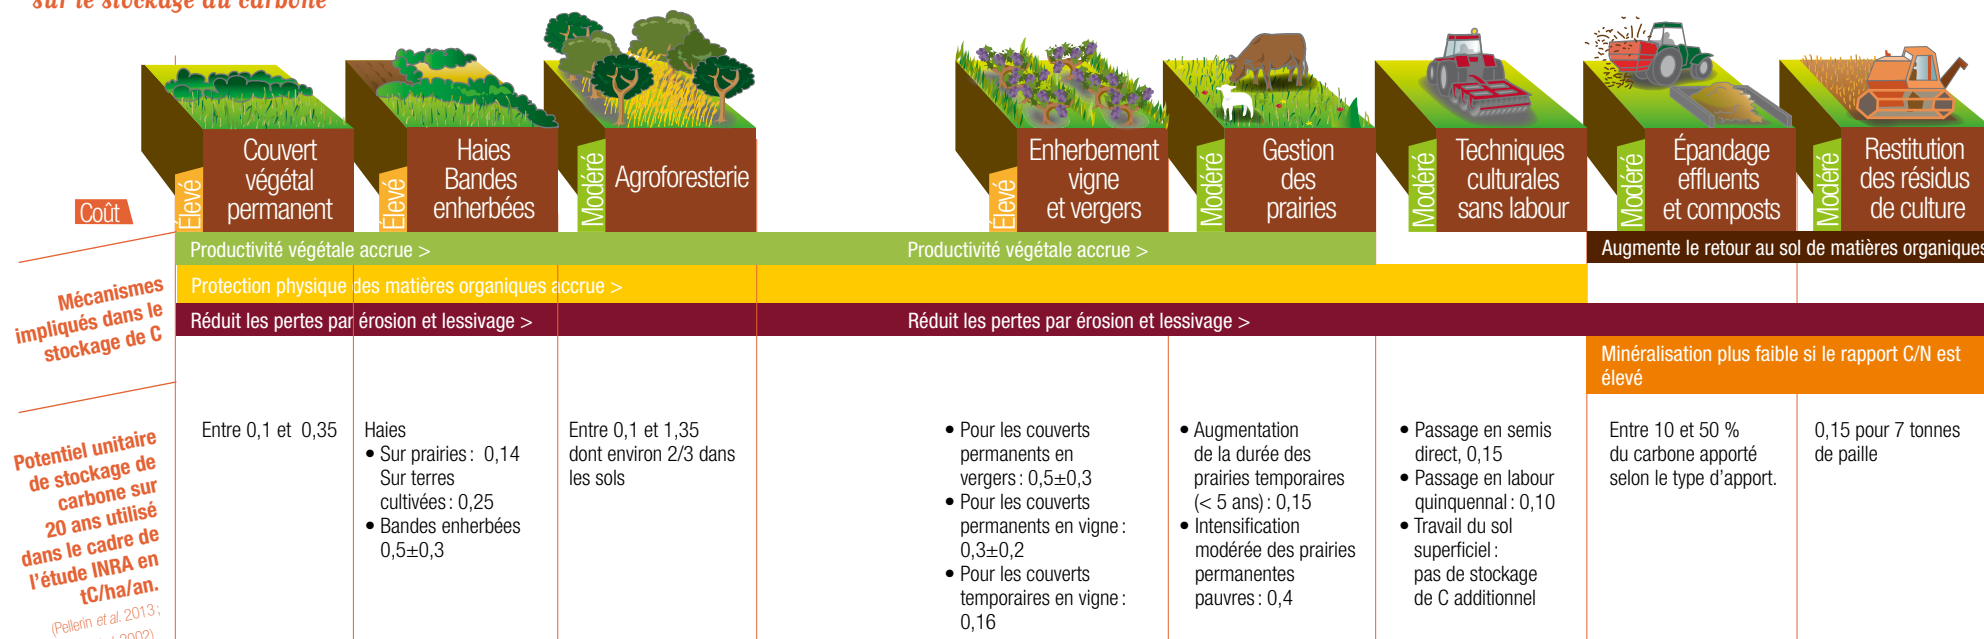 sur le stockage du carbone
Coût
Élevé
Couvert
végétal
permanent
Élevé
Haies
Bandes
enherbées
Modéré
Agroforesterie
Élevé
Enherbement
vigne
et vergers
Modéré
Gestion
des
prairies
Modéré
Techniques
culturales
sans labour
Modéré
Épandage
effluents
et composts
Modéré
Restitution
des résidus
de culture
Mécanismes
impliqués dans le
stockage de C
Productivité végétale accrue >
Productivité végétale accrue >
Augmente le retour au sol de matières organiques
Protection physique des matières organiques accrue >
Réduit les pertes par érosion et lessivage >
Réduit les pertes par érosion et lessivage >
Minéralisation plus faible si le rapport C/N est
élevé
Potentiel unitaire
de stockage de
carbone sur
20 ans utilisé
dans le cadre de
l'étude INRA en
tC/ha/an.
(Pellerin et al. 2013;
2002)
Entre 0,1 et 0,35
Haies
• Sur prairies : 0,14
Sur terres
cultivées : 0,25
• Bandes enherbées
0,5±0,3
Entre 0,1 et 1,35
dont environ 2/3 dans
les sols
• Pour les couverts
permanents en
vergers : 0,5±0,3
• Pour les couverts
permanents en vigne :
0,3±0,2
• Pour les couverts
temporaires en vigne :
0,16
• Augmentation
de la durée des
prairies temporaires
(< 5 ans) : 0,15
• Intensification
modérée des prairies
permanentes
pauvres : 0,4
• Passage en semis
direct, 0,15
• Passage en labour
quinquennal : 0,10
• Travail du sol
superficiel :
pas de stockage
de C additionnel
Entre 10 et 50 %
du carbone apporté
selon le type d'apport.
0,15 pour 7 tonnes
de paille